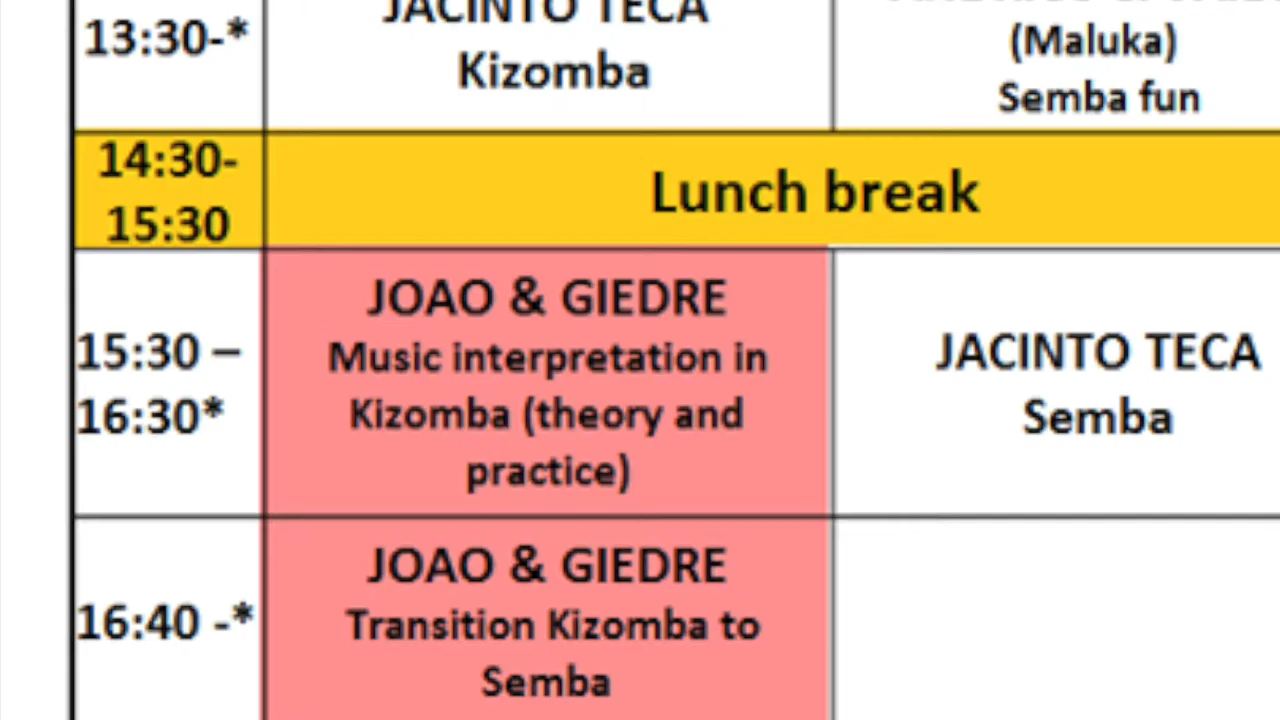 13:30-*
JACINTO TECA
Kizomba
(Maluka)
Semba fun
14:30-
15:30
Lunch break
15:30 –
16:30*
JOAO & GIEDRE
Music interpretation in
Kizomba (theory and
practice)
JACINTO TECA
Semba
16:40 -*
JOAO & GIEDRE
Transition Kizomba to
Semba